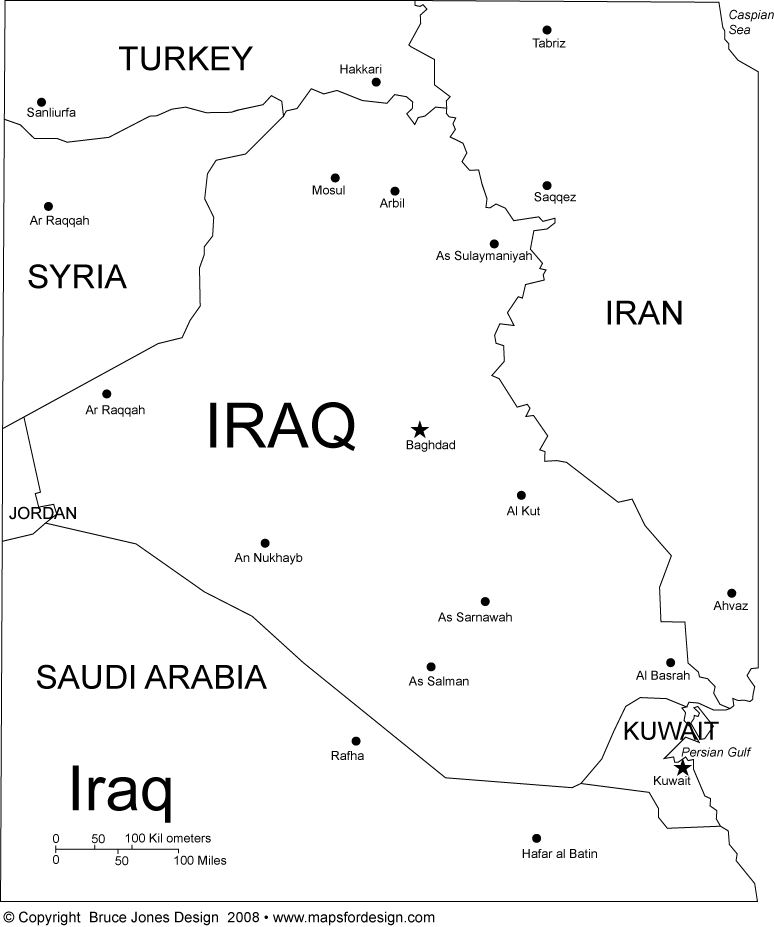 Caspian
Sea
Tabriz
TURKEY
Hakkari
Sanliurfa
Mosul
Arbil
Saqqez
Ar Raqqah
As Sulaymaniyah
SYRIA
IRAN
Ar Raqqah
IRAQ
Baghdad
JORDAN
Al Kut
An Nukhayb
Ahvaz
As Sarnawah
SAUDI ARABIA
As Salman
Al Basrah
KUWAIT
Rafha
Persian Gulf
Kuwait
Iraq
0 50 100 Kil ometers
0 50 100 Miles
Hafar al Batin
© Copyright Bruce Jones Design 2008 • www.mapsfordesign.com